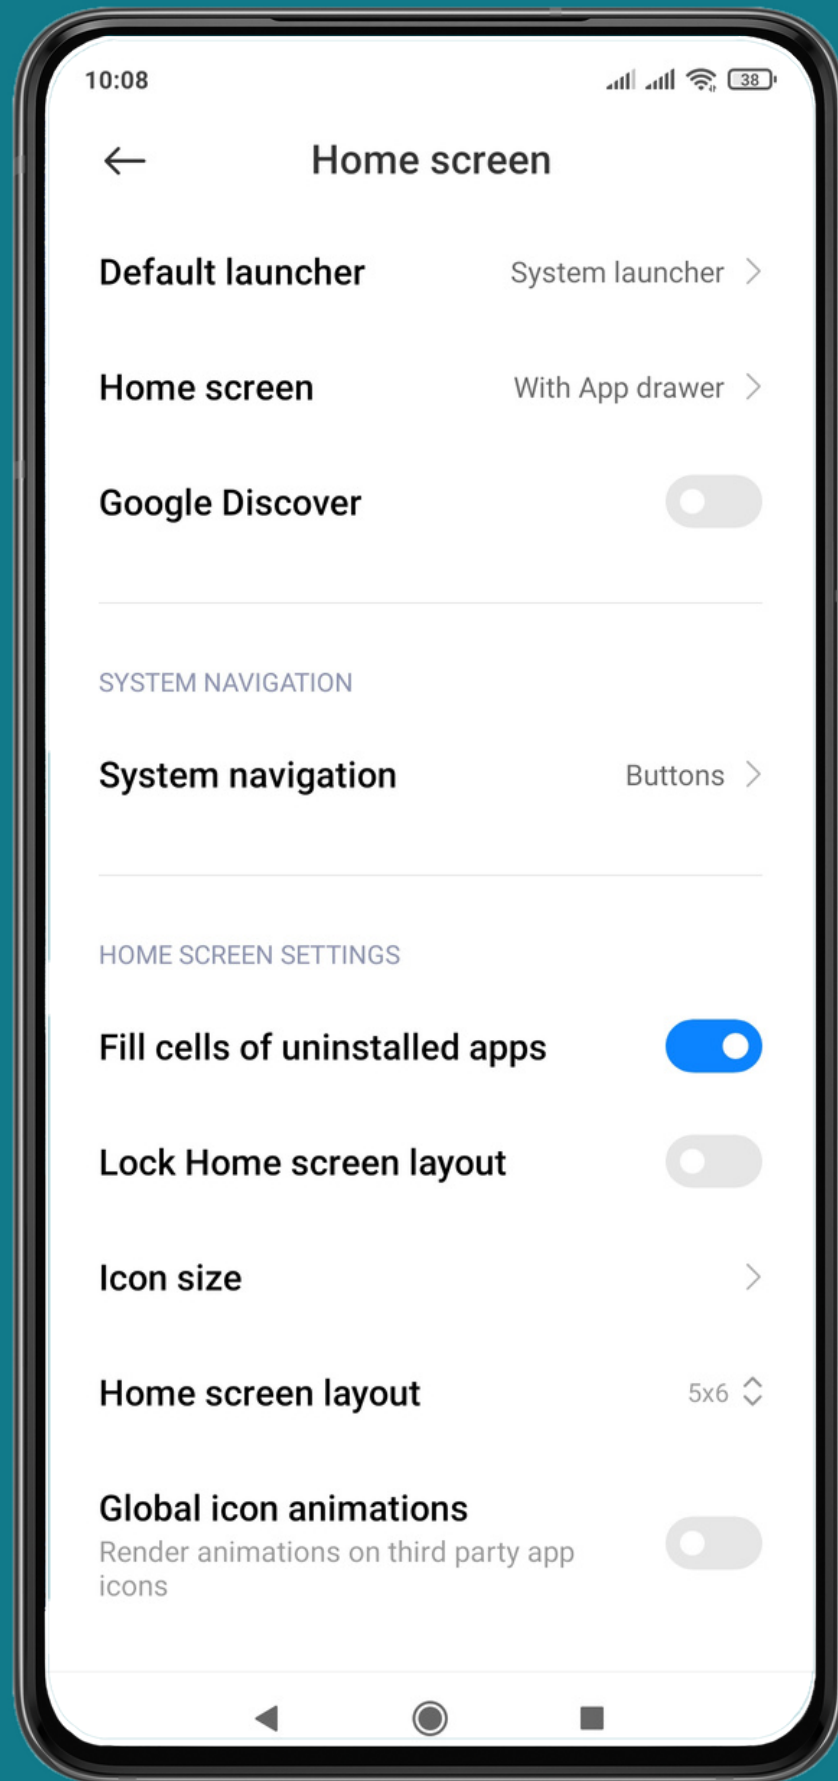 10:08
38
Home screen
Default launcher System launcher
Home screen With App drawer
Google Discover
SYSTEM NAVIGATION
System navigation Buttons
HOME SCREEN SETTINGS
Fill cells of uninstalled apps
Lock Home screen layout
Icon size
Home screen layout 5x6
Global icon animations
Render animations on third party app
icons